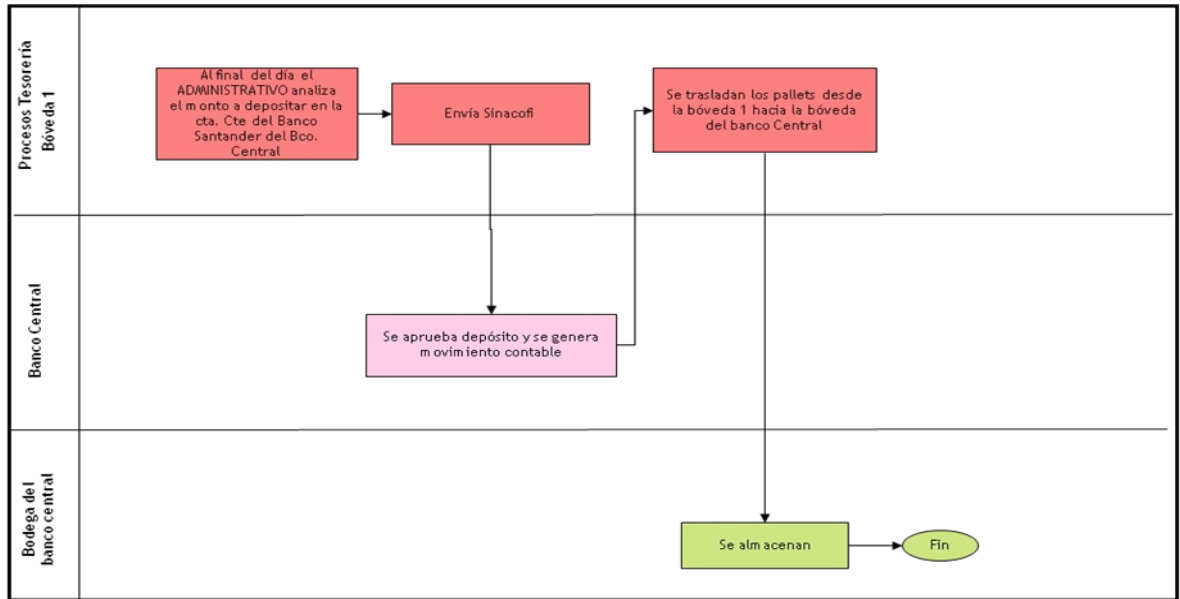 Procesos Tesorería
Bóveda 1
Al final del día el
ADMINISTRATIVO analiza
el monto a depositar en la
cta. Cte del Banco
Santander del Bco.
Central
Envía Sinacofi
Se trasladan los pallets desde
la bóveda 1 hacia la bóveda
del banco Central
Banco Central
Se aprueba depósito y se genera
movimiento contable
Bodega del
banco central
Se almacenan
Fin